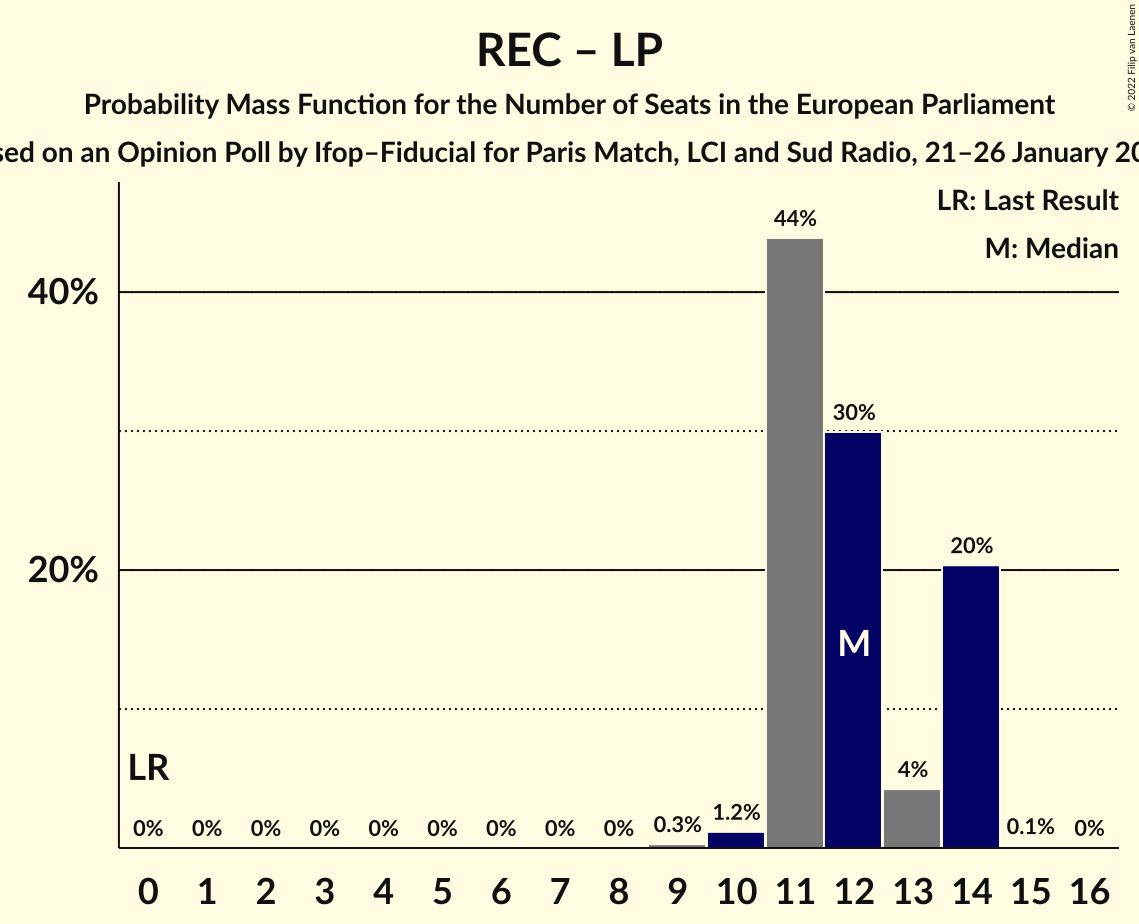 REC – LP
Probability Mass Function for the Number of Seats in the European Parliament
on an Opinion Poll by Ifop–Fiducial for Paris Match, LCI and Sud Radio, 21–26 January
© 2022 Filip van Laenen
LR: Last Result
M: Median
40%
20%
44%
30%
20%
4%
M
LR
0%
0%
0%
0%
0%
0%
0%
0%
0%
0.3%
1.2%
0.1%
0%
0 1 2 3 4 5 6 7 8 9 10 11 12 13 14 15 16